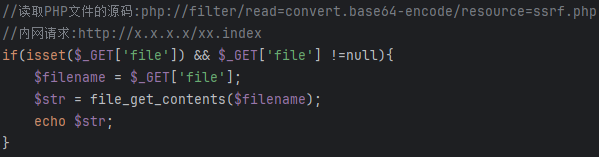 //读取PHP文件的源码:php://filter/read=convert.base64-encode/resource=ssrf.php
//内网请求:http://x.x.x.x/xx.index
if(isset($_GET['file']) && $_GET['file'] !=null){
    $filename = $_GET['file'];
    $str = file_get_contents($filename);
    echo $str;
}